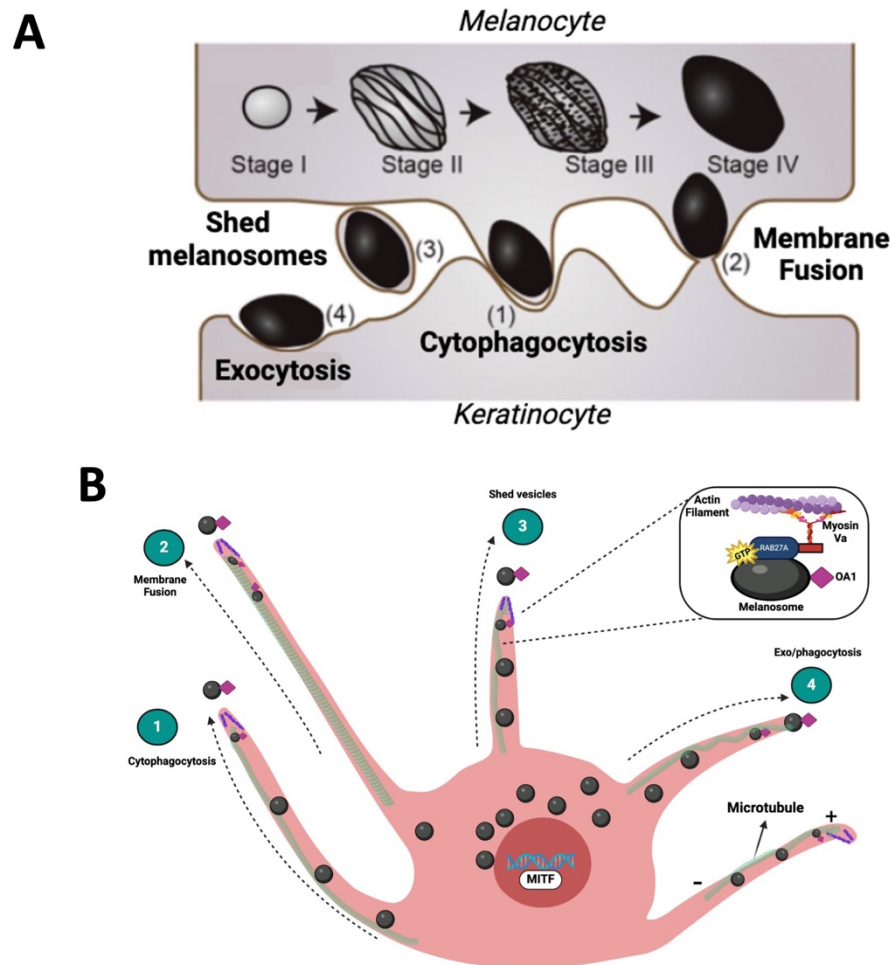 A
Melanocyte
Stage I
Stage II
Stage III
Stage IV
Shed
melanosomes
(3)
(2)
Membrane
Fusion
(4)
(1)
Cytophagocytosis
Exocytosis
Keratinocyte
B
2
Membrane
Fusion
Shed vesicles
3
Actin
Filament
Myosin
Va
GTP
RAB27A
OA1
Melanosome
Exo/phagocytosis
4
1
Cytophagocytosis
Microtubule
+
-
MITF